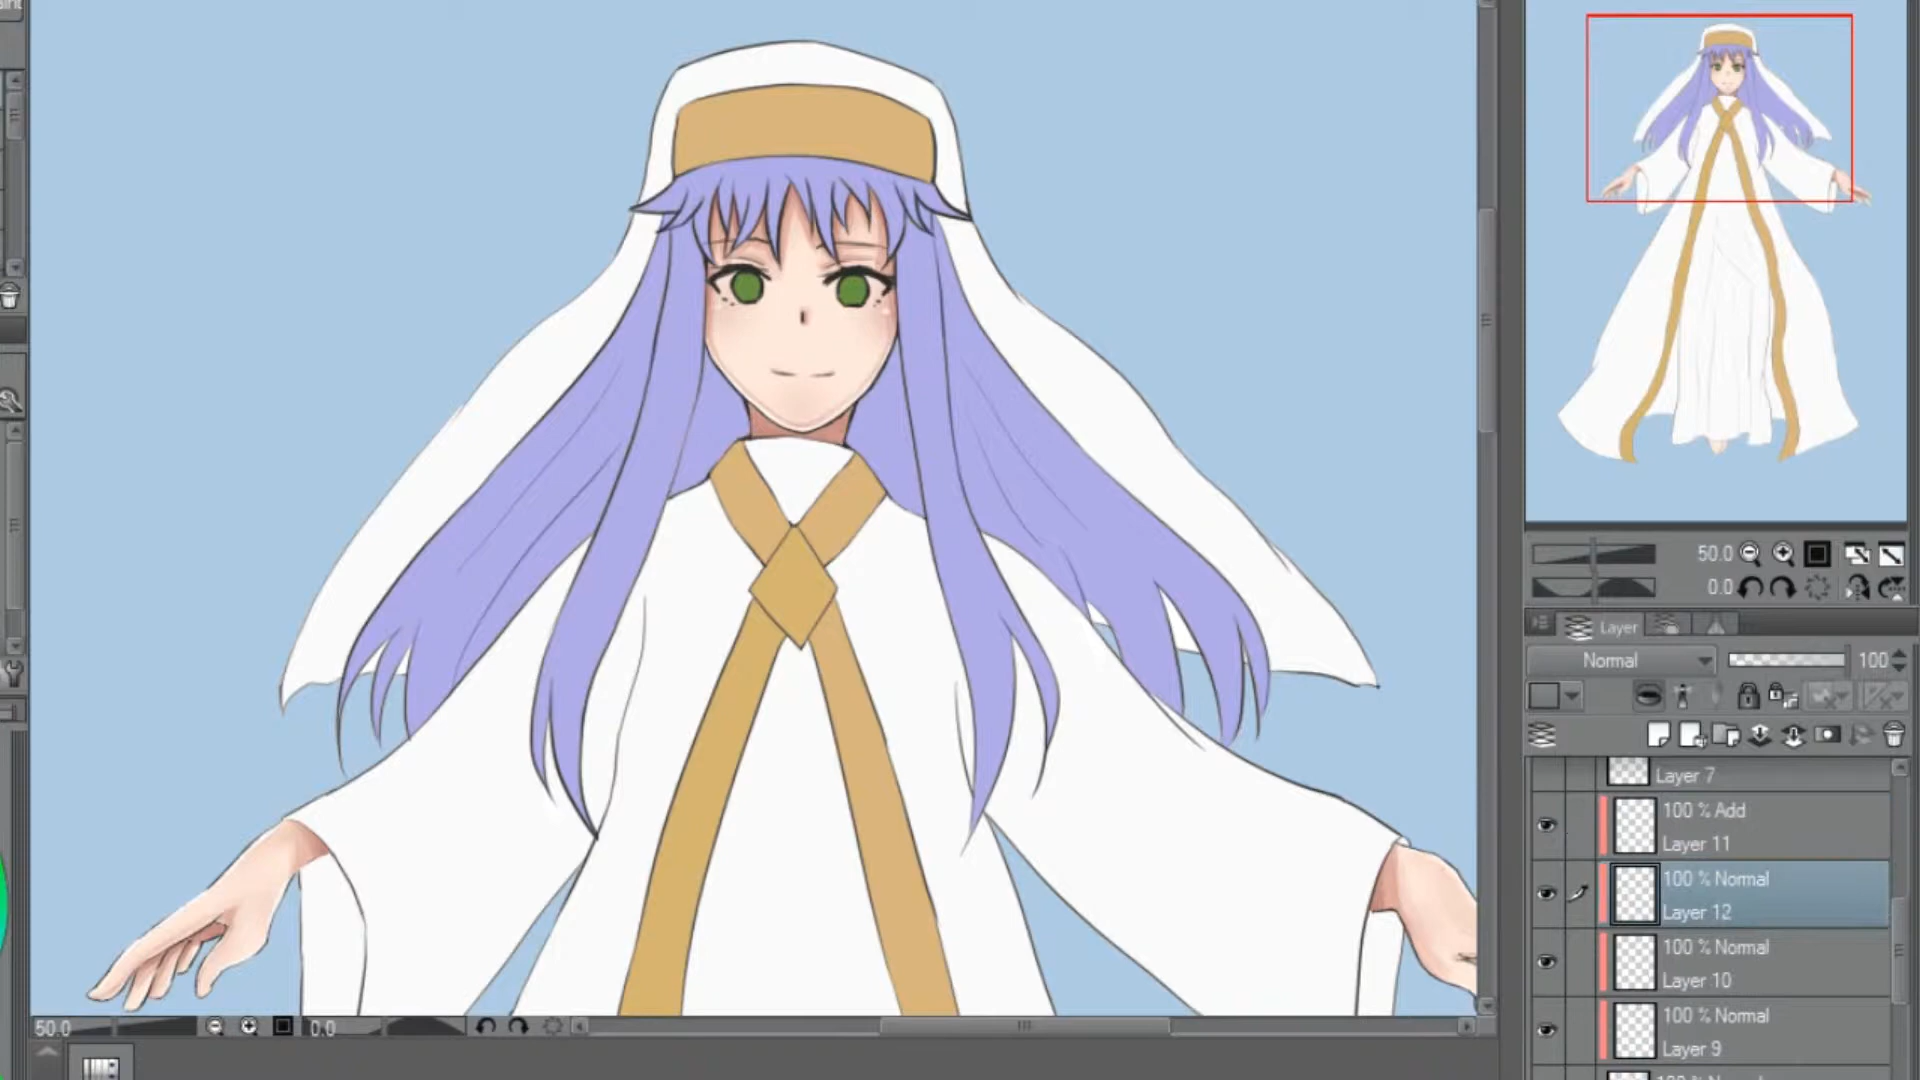 50.0
0.0
Layer
Normal
100
Layer 7
100 % Add
Layer 11
100 % Normal
Layer 12
100 % Normal
Layer 10
100 % Normal
Layer 9
50.0
0.0